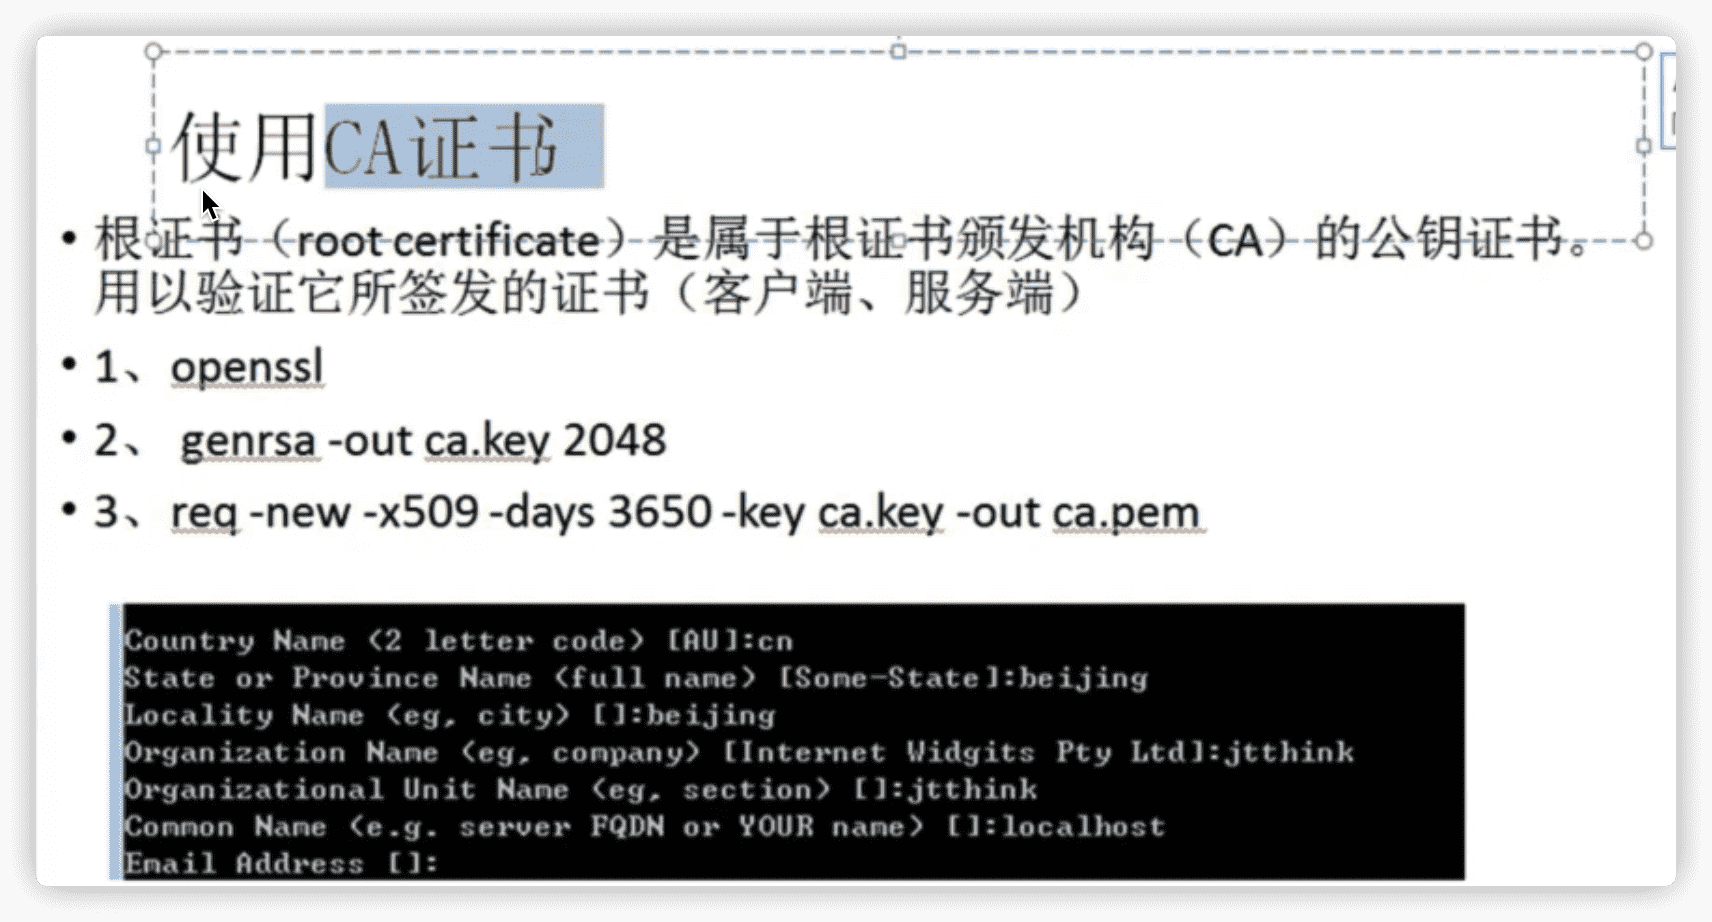 使用CA证书
• 根证书（root certificate）是属于根证书颁发机构（CA）的公钥证书。
用以验证它所签发的证书（客户端、服务端）
• 1、 openssl
• 2、 genrsa -out ca.key 2048
• 3、 req -new -x509 -days 3650 -key ca.key -out ca.pem
Country Name (2 letter code) [AU]:cn
State or Province Name (full name) [Some-State]:beijing
Locality Name (eg, city) []:beijing
Organization Name (eg, company) [Internet Widgits Pty Ltd]:jtthink
Organizational Unit Name (eg, section) []:jtthink
Common Name (e.g. server FQDN or YOUR name) []:localhost
Email Address []: